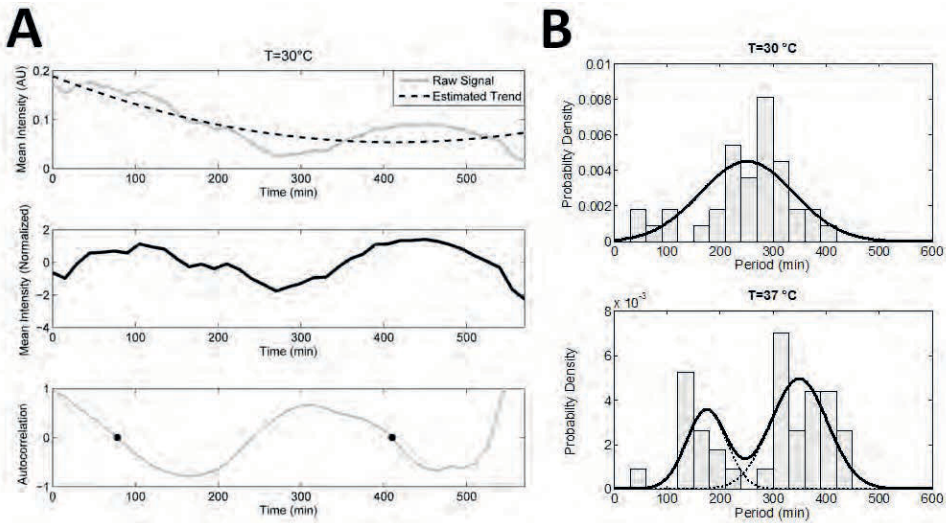 A
T=30°C
Mean Intensity (AU)
0.2
0.1
0
Raw Signal
Estimated Trend
0 100 200 300 400 500
Time (min)
Mean Intensity (Normalized)
2
0
-2
-4
0 100 200 300 400 500
Time (min)
Autocorrelation
1
0
-1
0 100 200 300 400 500
Time (min)
B
T=30 °C
Probabilty Density
0.01
0.008
0.006
0.004
0.002
0
0 100 200 300 400 500 600
Period (min)
T=37 °C
x 10-3
Probabilty Density
8
6
4
2
0
0 100 200 300 400 500 600
Period (min)